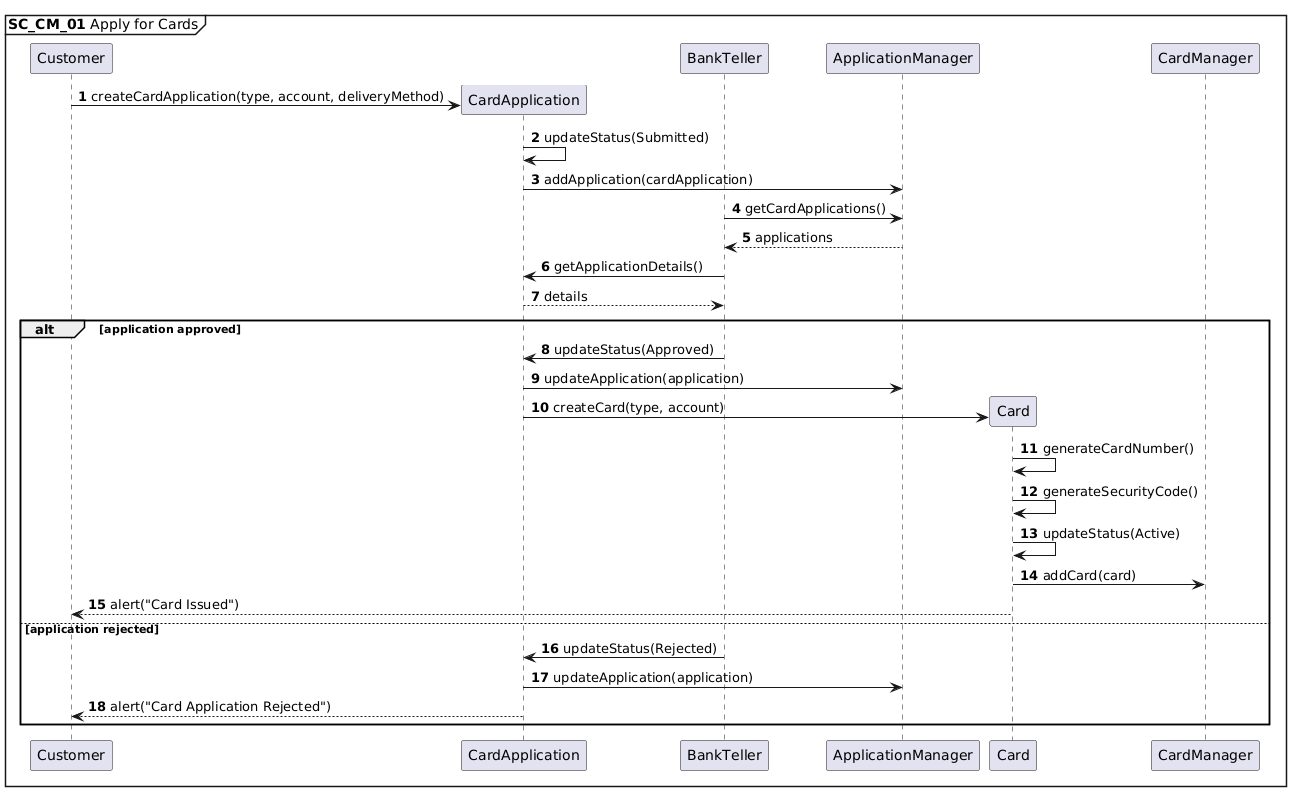 SC_CM_01 Apply for Cards
Customer
BankTeller
ApplicationManager
CardManager
1 createCardApplication(type, account, deliveryMethod)
CardApplication
2 updateStatus(Submitted)
3 addApplication(cardApplication)
4 getCardApplications()
5 applications
6 getApplicationDetails()
7 details
alt [application approved]
8 updateStatus(Approved)
9 updateApplication(application)
10 createCard(type, account)
Card
11 generateCardNumber()
12 generateSecurityCode()
13 updateStatus(Active)
14 addCard(card)
15 alert("Card Issued")
[application rejected]
16 updateStatus(Rejected)
17 updateApplication(application)
18 alert("Card Application Rejected")
Customer
CardApplication
BankTeller
ApplicationManager
Card
CardManager